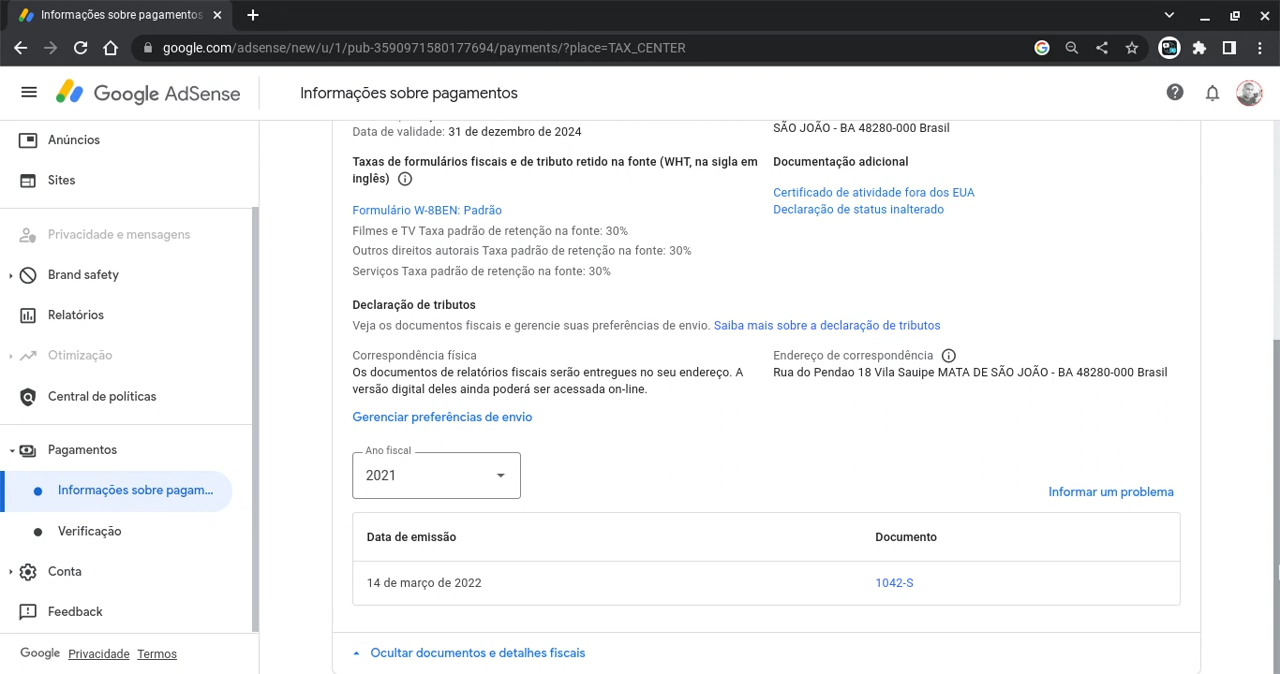 Informações sobre pagamentos
google.com/adsense/new/u/1/pub-3590971580177694/payments/?place=TAX_CENTER
Google AdSense
Informações sobre pagamentos
Anúncios
Sites
Privacidade e mensagens
Brand safety
Relatórios
Otimização
Central de políticas
Pagamentos
Informações sobre pagam...
Verificação
Conta
Feedback
Google Privacidade Termos
Data de validade: 31 de dezembro de 2024
SÃO JOÃO - BA 48280-000 Brasil
Taxas de formulários fiscais e de tributo retido na fonte (WHT, na sigla em
inglês)
Documentação adicional
Certificado de atividade fora dos EUA
Declaração de status inalterado
Formulário W-8BEN: Padrão
Filmes e TV Taxa padrão de retenção na fonte: 30%
Outros direitos autorais Taxa padrão de retenção na fonte: 30%
Serviços Taxa padrão de retenção na fonte: 30%
Declaração de tributos
Veja os documentos fiscais e gerencie suas preferências de envio. Saiba mais sobre a declaração de tributos
Correspondência física
Os documentos de relatórios fiscais serão entregues no seu endereço. A
versão digital deles ainda poderá ser acessada on-line.
Endereço de correspondência
Rua do Pendao 18 Vila Sauipe MATA DE SÃO JOÃO - BA 48280-000 Brasil
Gerenciar preferências de envio
Ano fiscal
2021
Informar um problema
Data de emissão
Documento
14 de março de 2022
1042-S
Ocultar documentos e detalhes fiscais